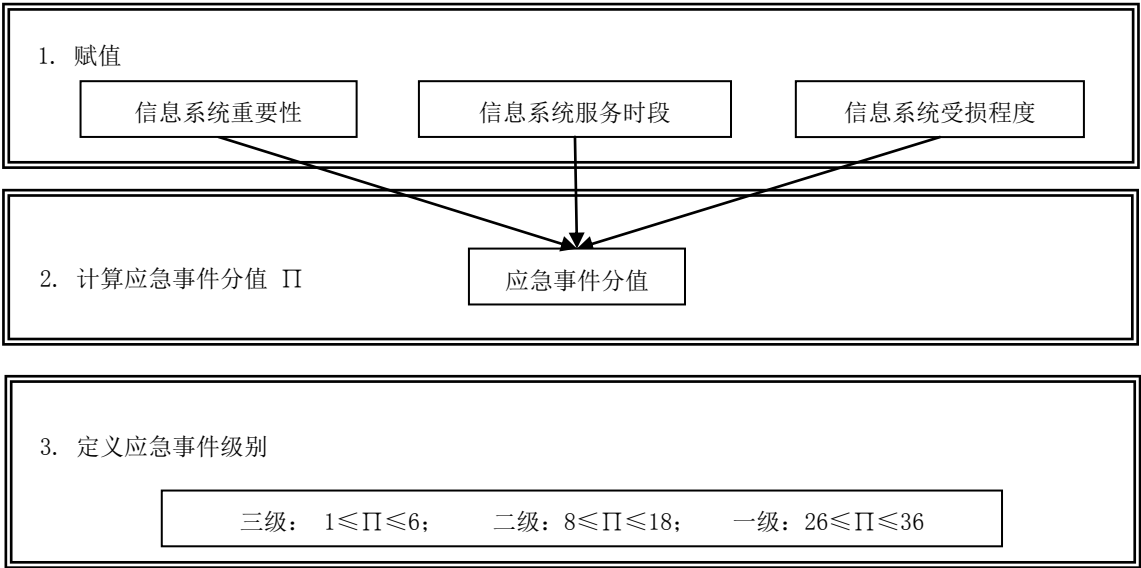 1. 赋值
信息系统重要性 信息系统服务时段 信息系统受损程度
2. 计算应急事件分值 ∏ 应急事件分值
3. 定义应急事件级别
三级： 1≤∏≤6； 二级：8≤∏≤18； 一级：26≤∏≤36